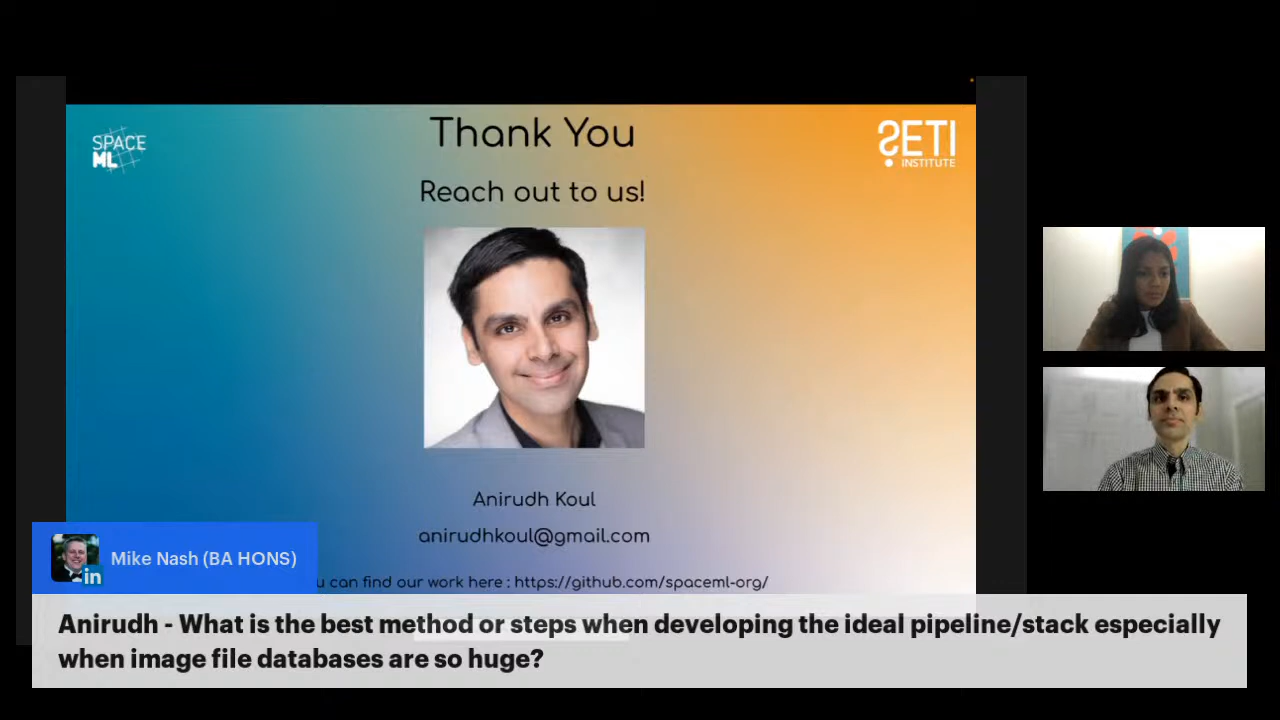 SPACE
ML
Thank You
SETI
INSTITUTE
Reach out to us!
Anirudh Koul
anirudhkoul@gmail.com
Mike Nash (BA HONS)
in
u can find our work here : https://github.com/spaceml-org/
Anirudh - What is the best method or steps when developing the ideal pipeline/stack especially
when image file databases are so huge?